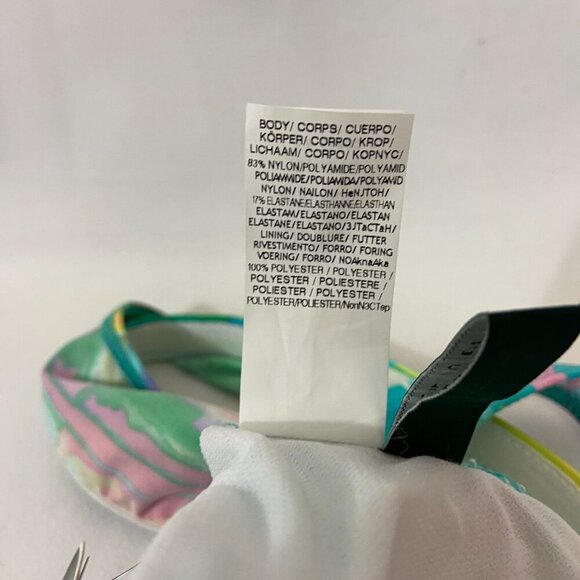 BODY/ CORPS/ CUERPO/
KÖRPER/ CORPO/ KROP/
LICHAAM/ CORPO/ KOPNYC/
83% NYLON/POLYAMIDE/POLYAMID
POLIAMMIDE/POLIAMIDA/POLYAMID
NYLON/ NAILON/ HeNJTOH/
17% ELASTANE/ELASTHANNE/ELASTHAN
ELASTAM/ELASTANO/ELASTAN
ELASTANE/ELASTANO/3JTaCTaH/
LINING/ DOUBLURE/ FUTTER
RIVESTIMENTO/ FORRO/ FORING
VOERING/ FORRO/ NOAknaAka
100% POLYESTER / POLYESTER /
POLYESTER / POLIESTERE /
POLIESTER / POLYESTER /
POLYESTER/POLIESTER/NonN3CTep